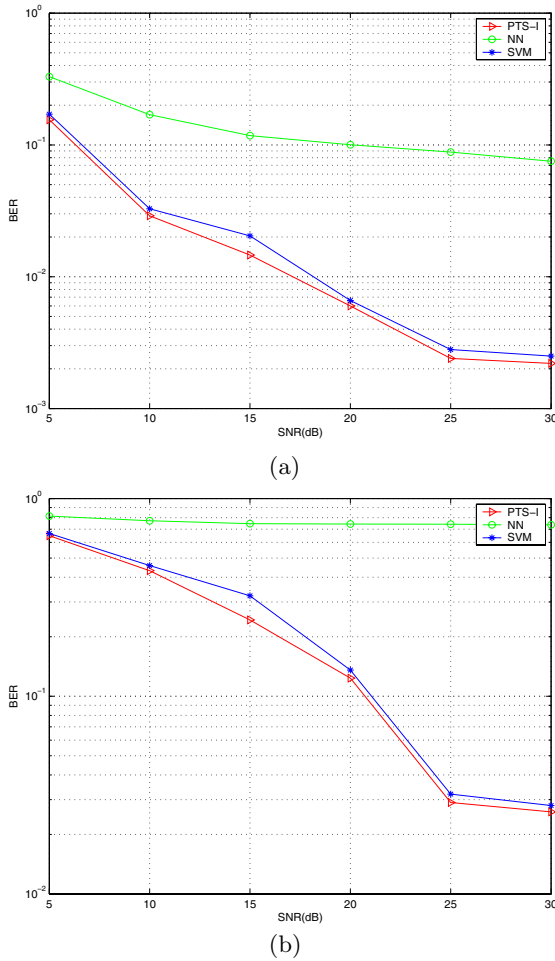 10^0
PTS-I
NN
SVM
10^-1
BER
10^-2
10^-3
5 10 15 20 25 30
SNR(dB)
(a)
10^0
PTS-I
NN
SVM
BER
10^-1
10^-2
5 10 15 20 25 30
SNR(dB)
(b)